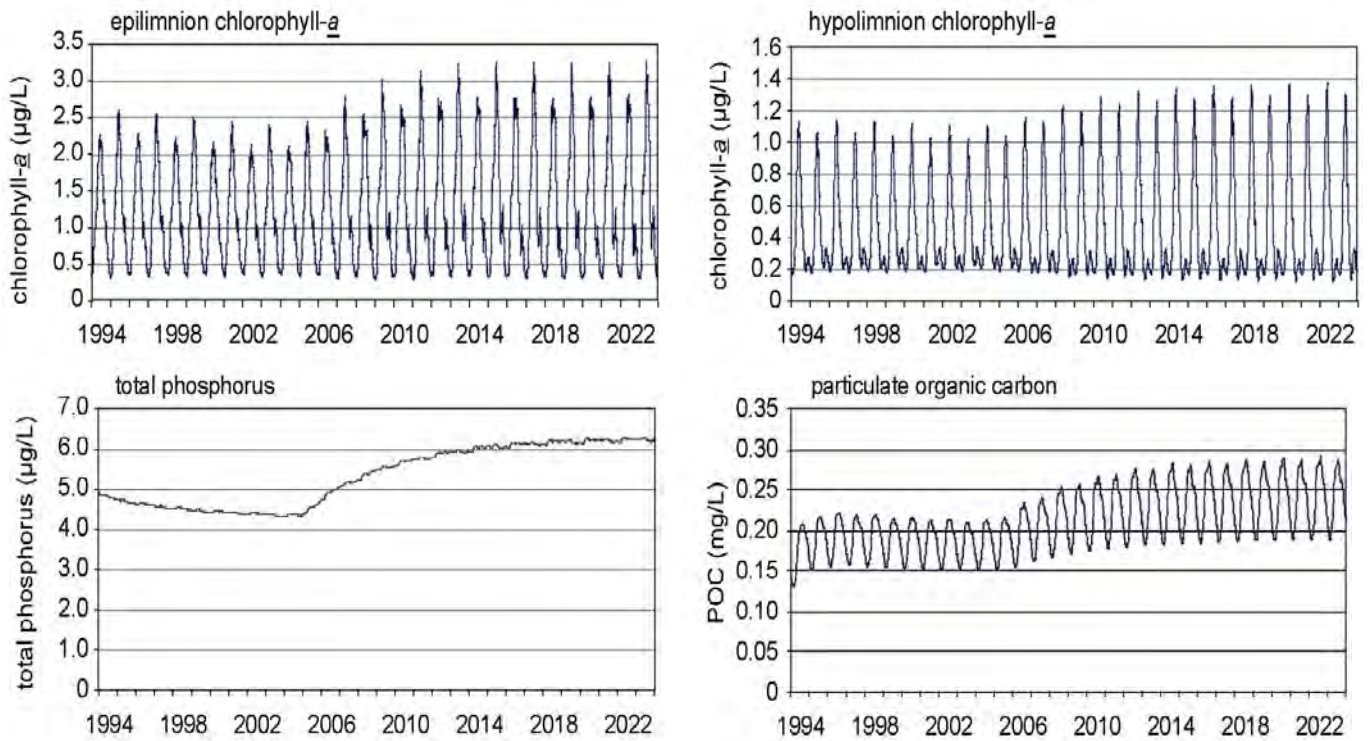 epilimnion chlorophyll-a
chlorophyll-a (µg/L)
3.5
3.0
2.5
2.0
1.5
1.0
0.5
0
1994 1998 2002 2006 2010 2014 2018 2022
hypolimnion chlorophyll-a
chlorophyll-a (µg/L)
1.6
1.4
1.2
1.0
0.8
0.6
0.4
0.2
0
1994 1998 2002 2006 2010 2014 2018 2022
total phosphorus
total phosphorus (µg/L)
7.0
6.0
5.0
4.0
3.0
2.0
1.0
0
1994 1998 2002 2006 2010 2014 2018 2022
particulate organic carbon
POC (mg/L)
0.35
0.30
0.25
0.20
0.15
0.10
0.05
0
1994 1998 2002 2006 2010 2014 2018 2022